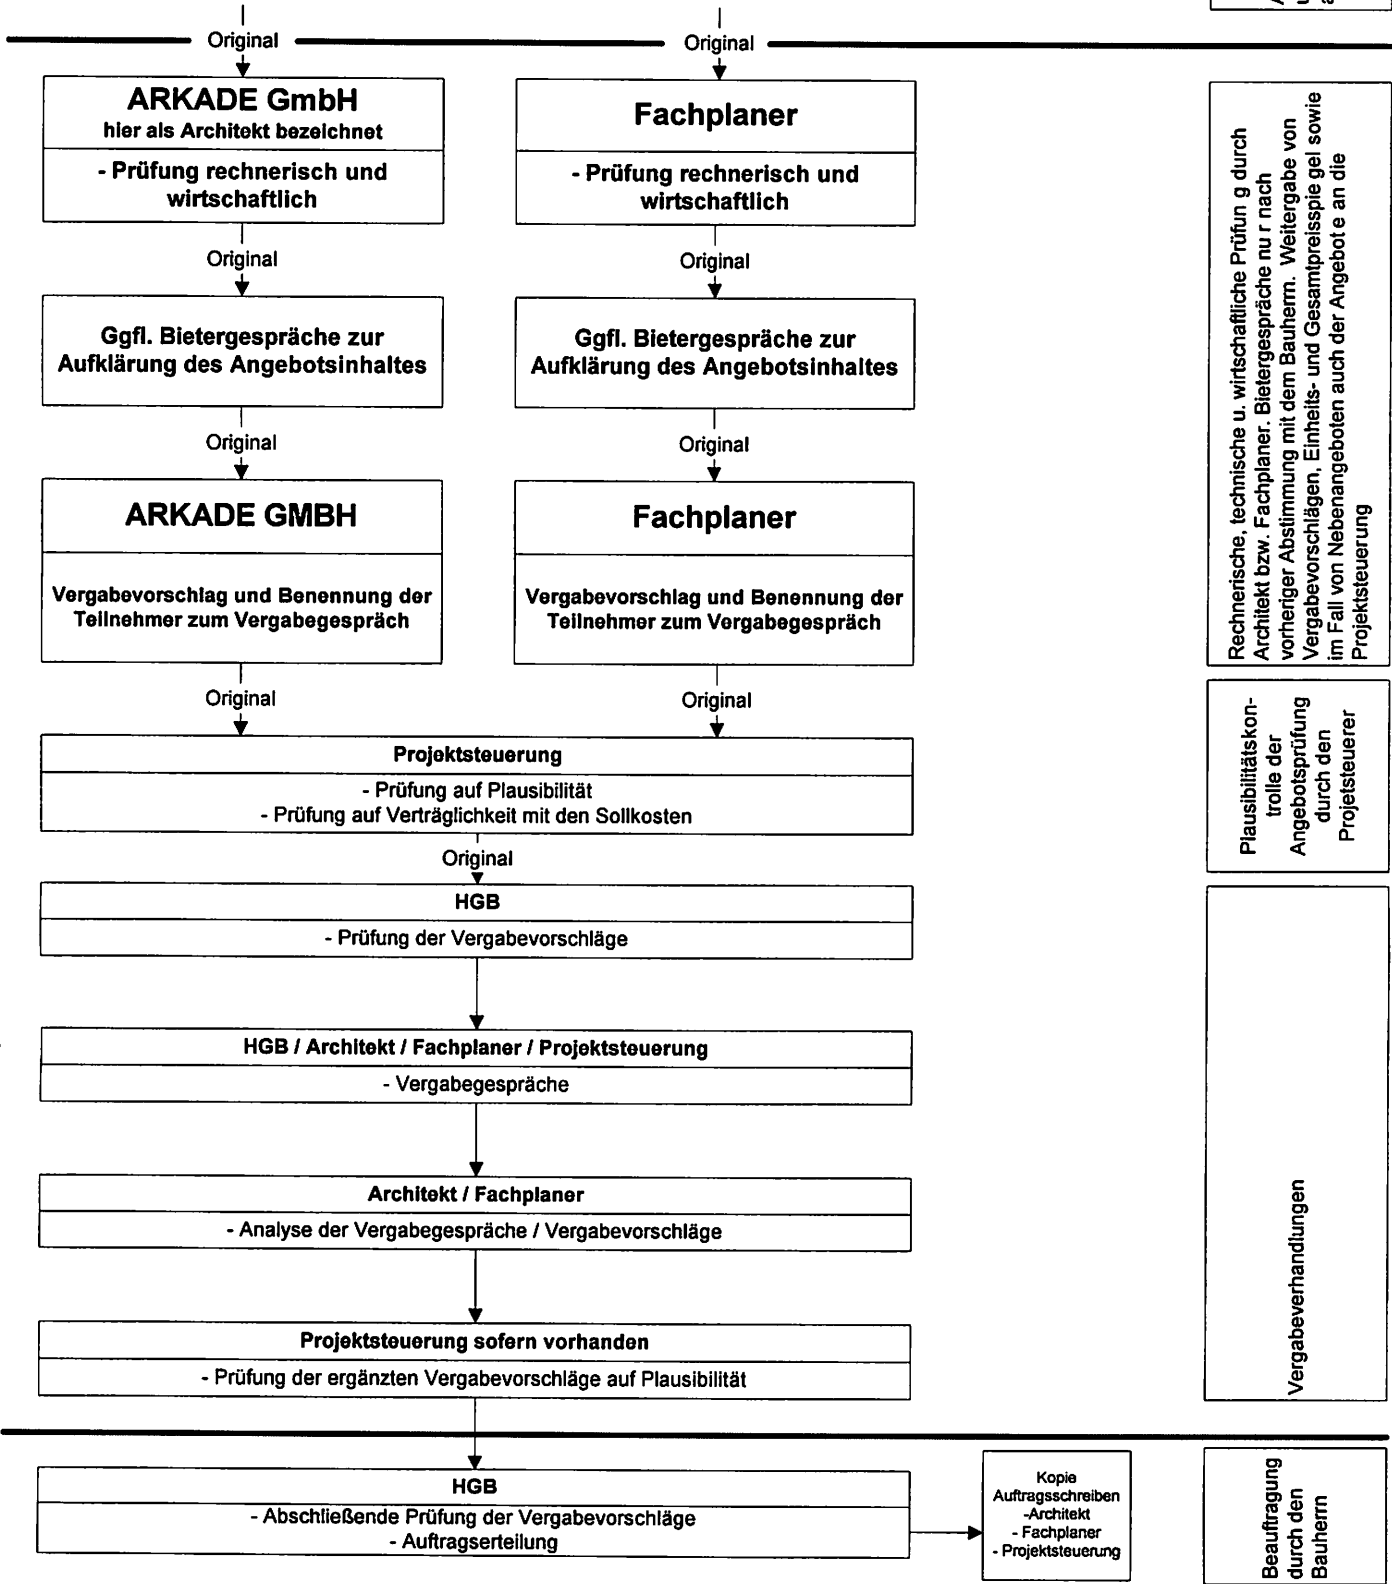 Original
Original
ARKADE GmbH
hier als Architekt bezeichnet
- Prüfung rechnerisch und
wirtschaftlich
Fachplaner
- Prüfung rechnerisch und
wirtschaftlich
Original
Original
Ggfl. Bietergespräche zur
Aufklärung des Angebotsinhaltes
Ggfl. Bietergespräche zur
Aufklärung des Angebotsinhaltes
Original
Original
ARKADE GMBH
Vergabevorschlag und Benennung der
Teilnehmer zum Vergabegespräch
Fachplaner
Vergabevorschlag und Benennung der
Teilnehmer zum Vergabegespräch
Original
Original
Projektsteuerung
- Prüfung auf Plausibilität
- Prüfung auf Verträglichkeit mit den Sollkosten
Original
HGB
- Prüfung der Vergabevorschläge
HGB / Architekt / Fachplaner / Projektsteuerung
- Vergabegespräche
Architekt / Fachplaner
- Analyse der Vergabegespräche / Vergabevorschläge
Projektsteuerung sofern vorhanden
- Prüfung der ergänzten Vergabevorschläge auf Plausibilität
HGB
- Abschließende Prüfung der Vergabevorschläge
- Auftragserteilung
Kopie
Auftragsschreiben
-Architekt
- Fachplaner
- Projektsteuerung
Rechnerische, technische u. wirtschaftliche Prüfun g durch
Architekt bzw. Fachplaner. Bietergespräche nu r nach
vorheriger Abstimmung mit dem Bauherrn. Weitergabe von
Vergabevorschlägen, Einheits- und Gesamtpreisspie gel sowie
im Fall von Nebenangeboten auch der Angebot e an die
Projektsteuerung
Plausibilitätskon-
trolle der
Angebotsprüfung
durch den
Projetsteuerer
Vergabeverhandlungen
Beauftragung
durch den
Bauherrn